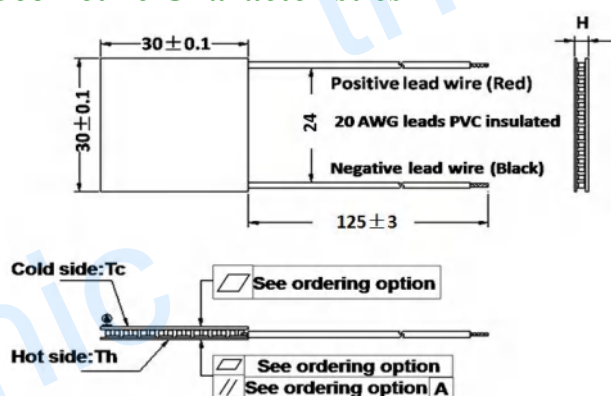 30±0.1
H
Positive lead wire (Red)
30±0.1
24
20 AWG leads PVC insulated
Negative lead wire (Black)
125±3
Cold side:Tc
See ordering option
A
Hot side:Th
See ordering option
// See ordering option A